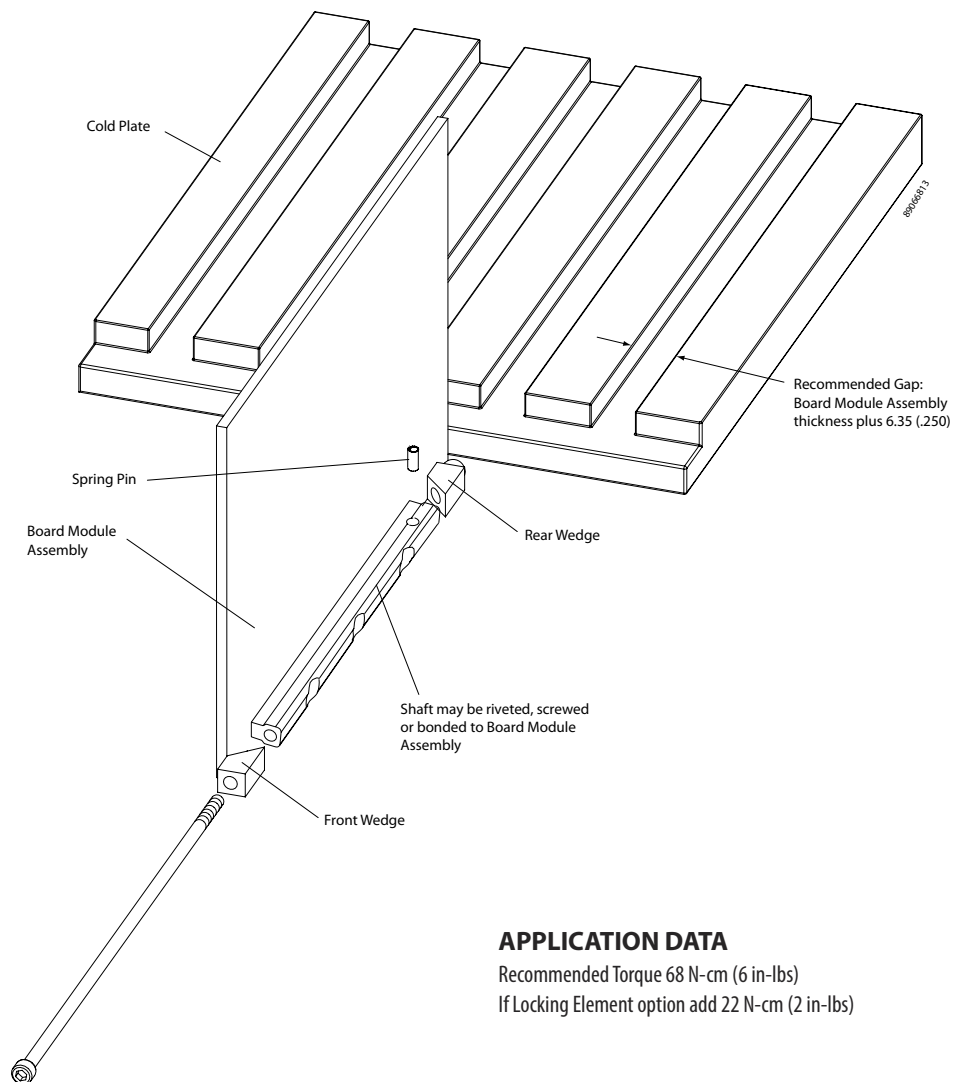 Cold Plate
89066813
Recommended Gap:
Board Module Assembly
thickness plus 6.35 (.250)
Spring Pin
Board Module
Assembly
Rear Wedge
Shaft may be riveted, screwed
or bonded to Board Module
Assembly
Front Wedge
APPLICATION DATA
Recommended Torque 68 N-cm (6 in-lbs)
If Locking Element option add 22 N-cm (2 in-lbs)